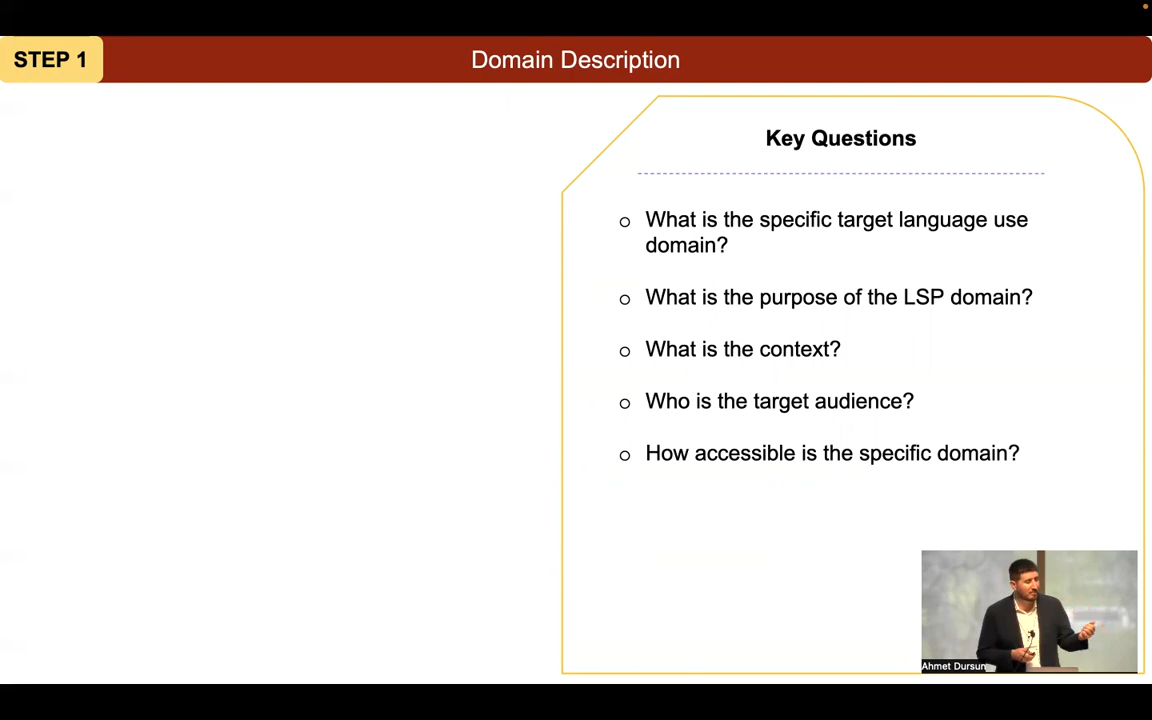 STEP 1
Domain Description
Key Questions
o What is the specific target language use
domain?
o What is the purpose of the LSP domain?
o What is the context?
o Who is the target audience?
o How accessible is the specific domain?
Ahmet Dursun